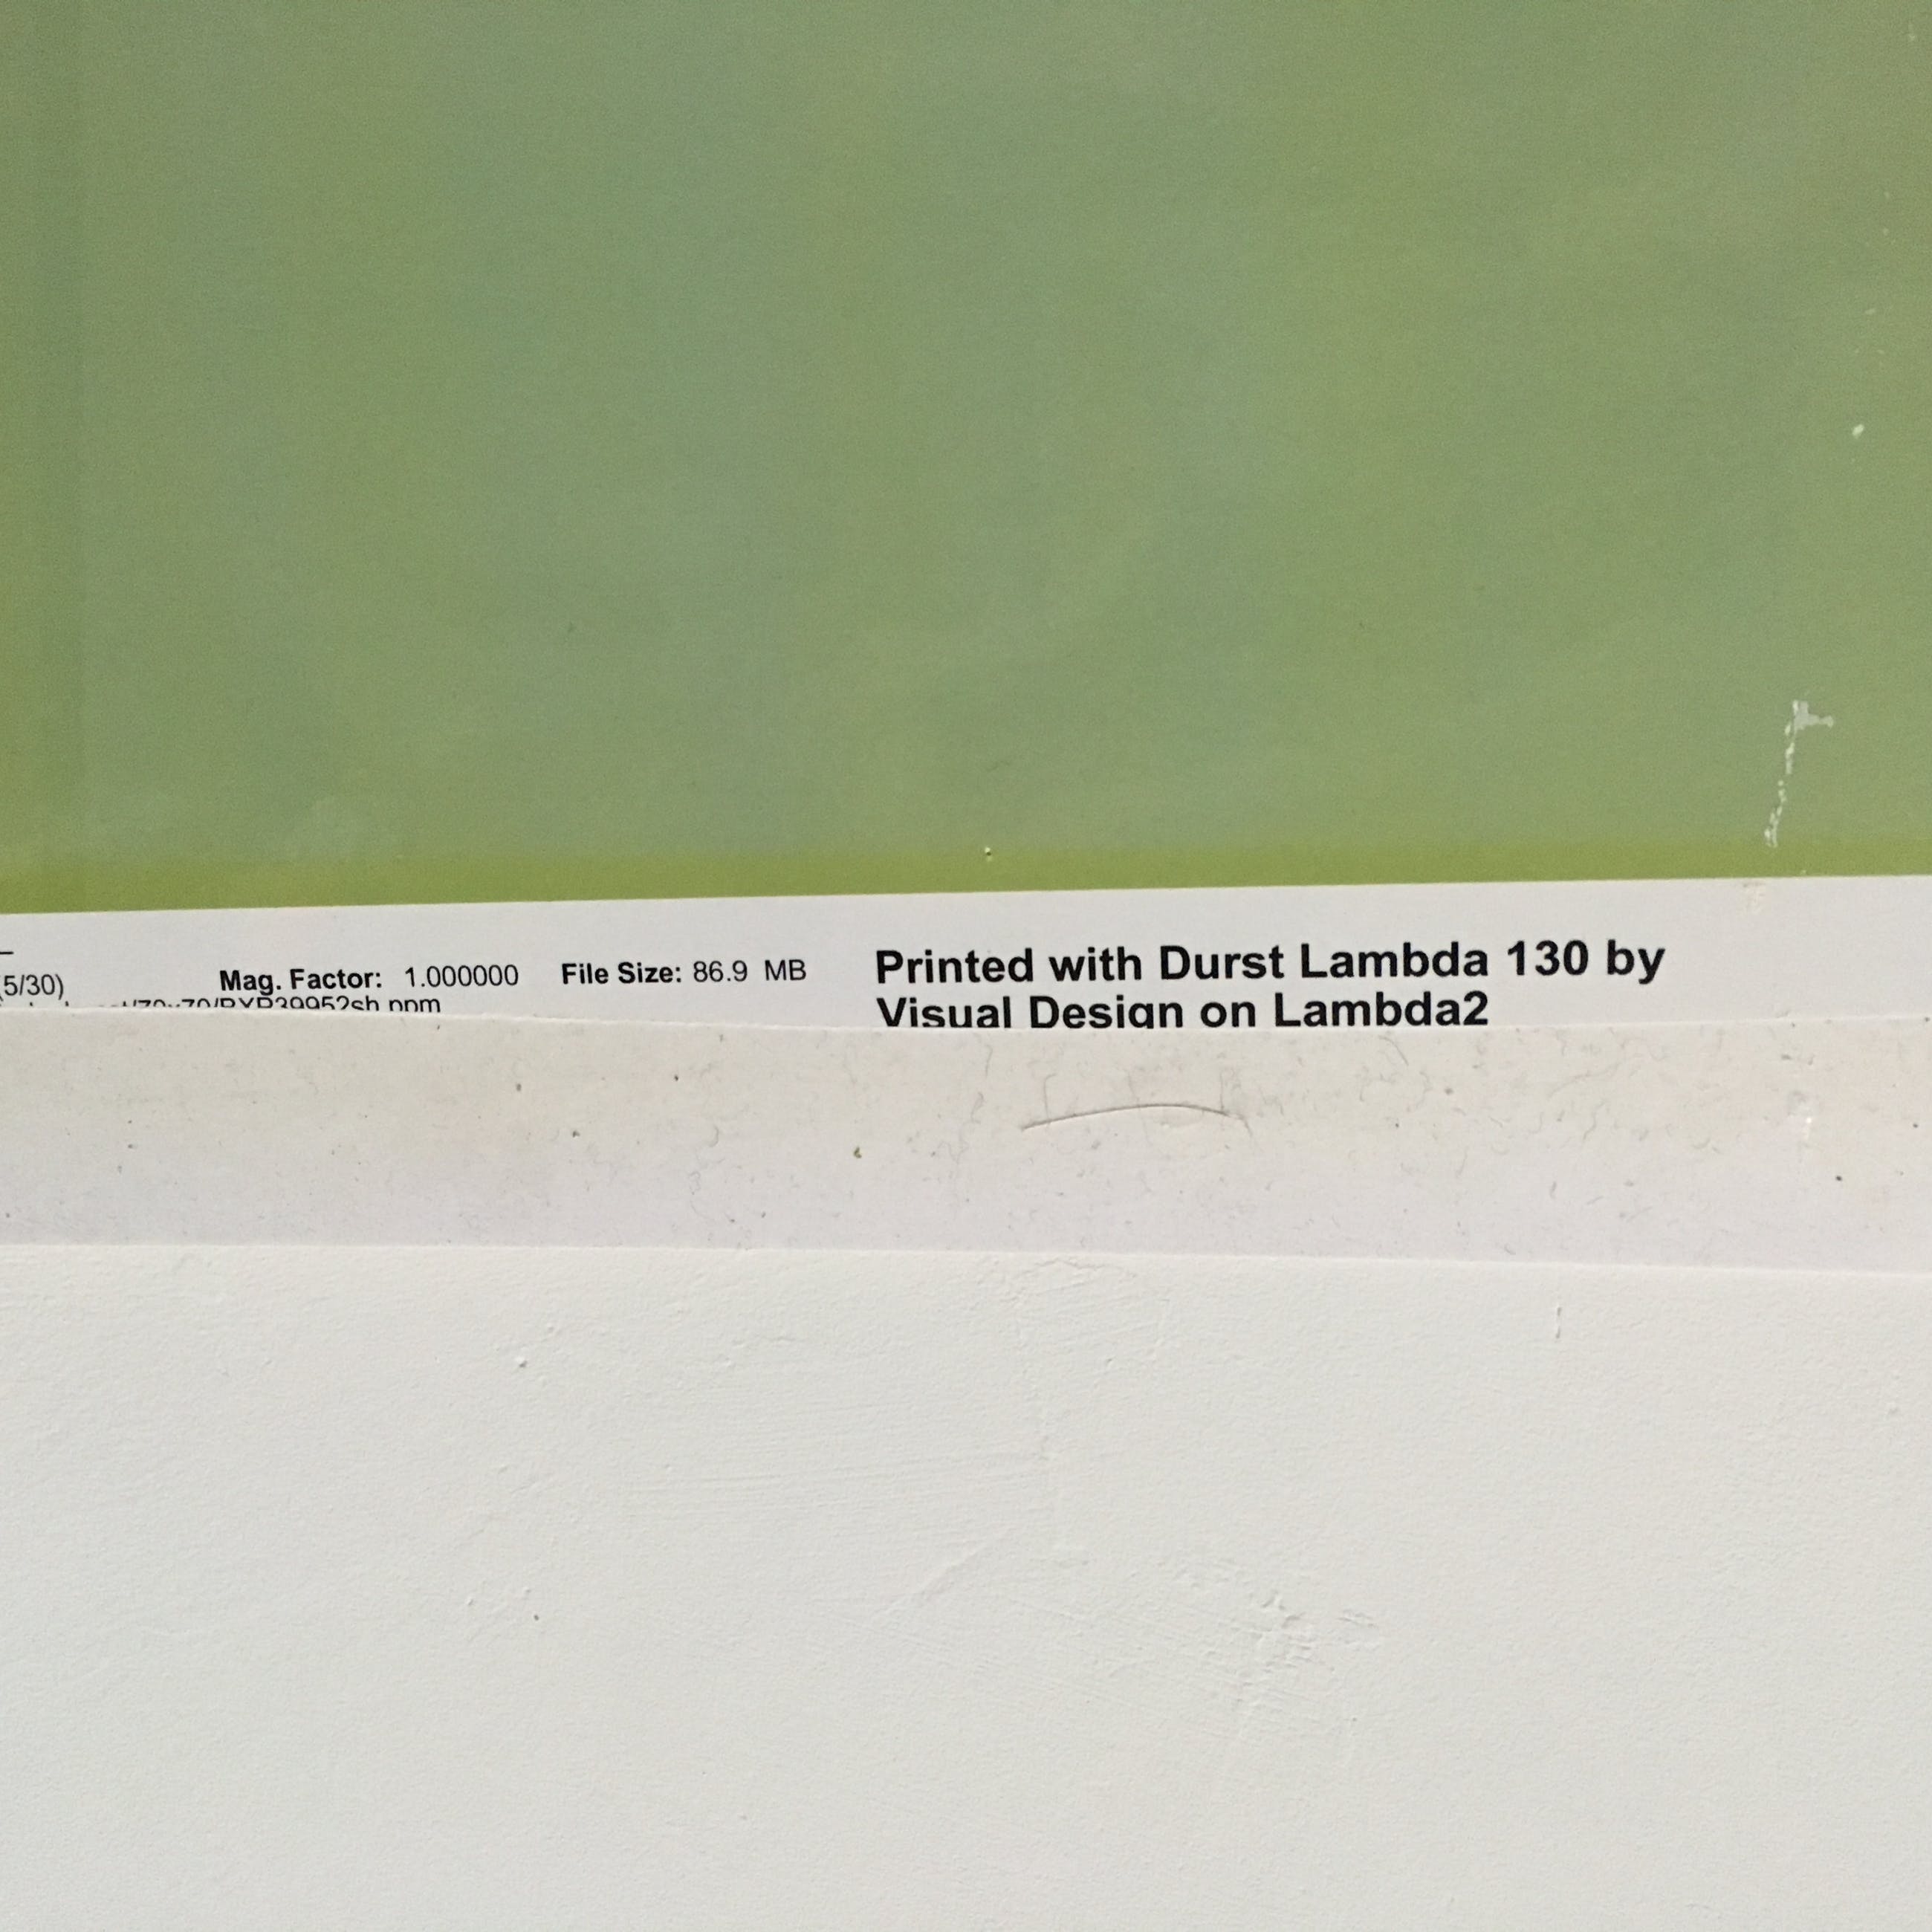 5/30) Mag. Factor: 1.000000 File Size: 86.9 MB Printed with Durst Lambda 130 by
Visual Design on Lambda2